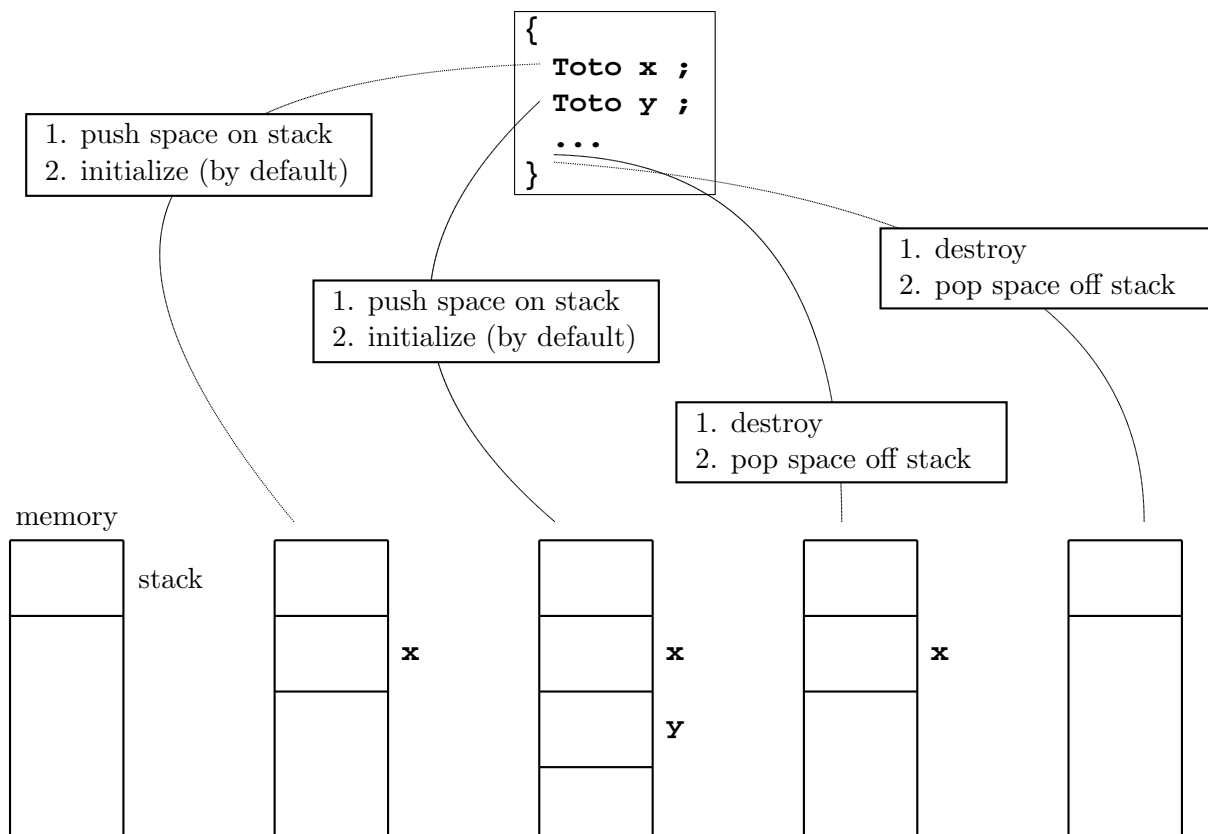 {
Toto x ;
Toto y ;
...
}
1. push space on stack
2. initialize (by default)
1. push space on stack
2. initialize (by default)
1. destroy
2. pop space off stack
1. destroy
2. pop space off stack
memory
stack
x
x
y
x